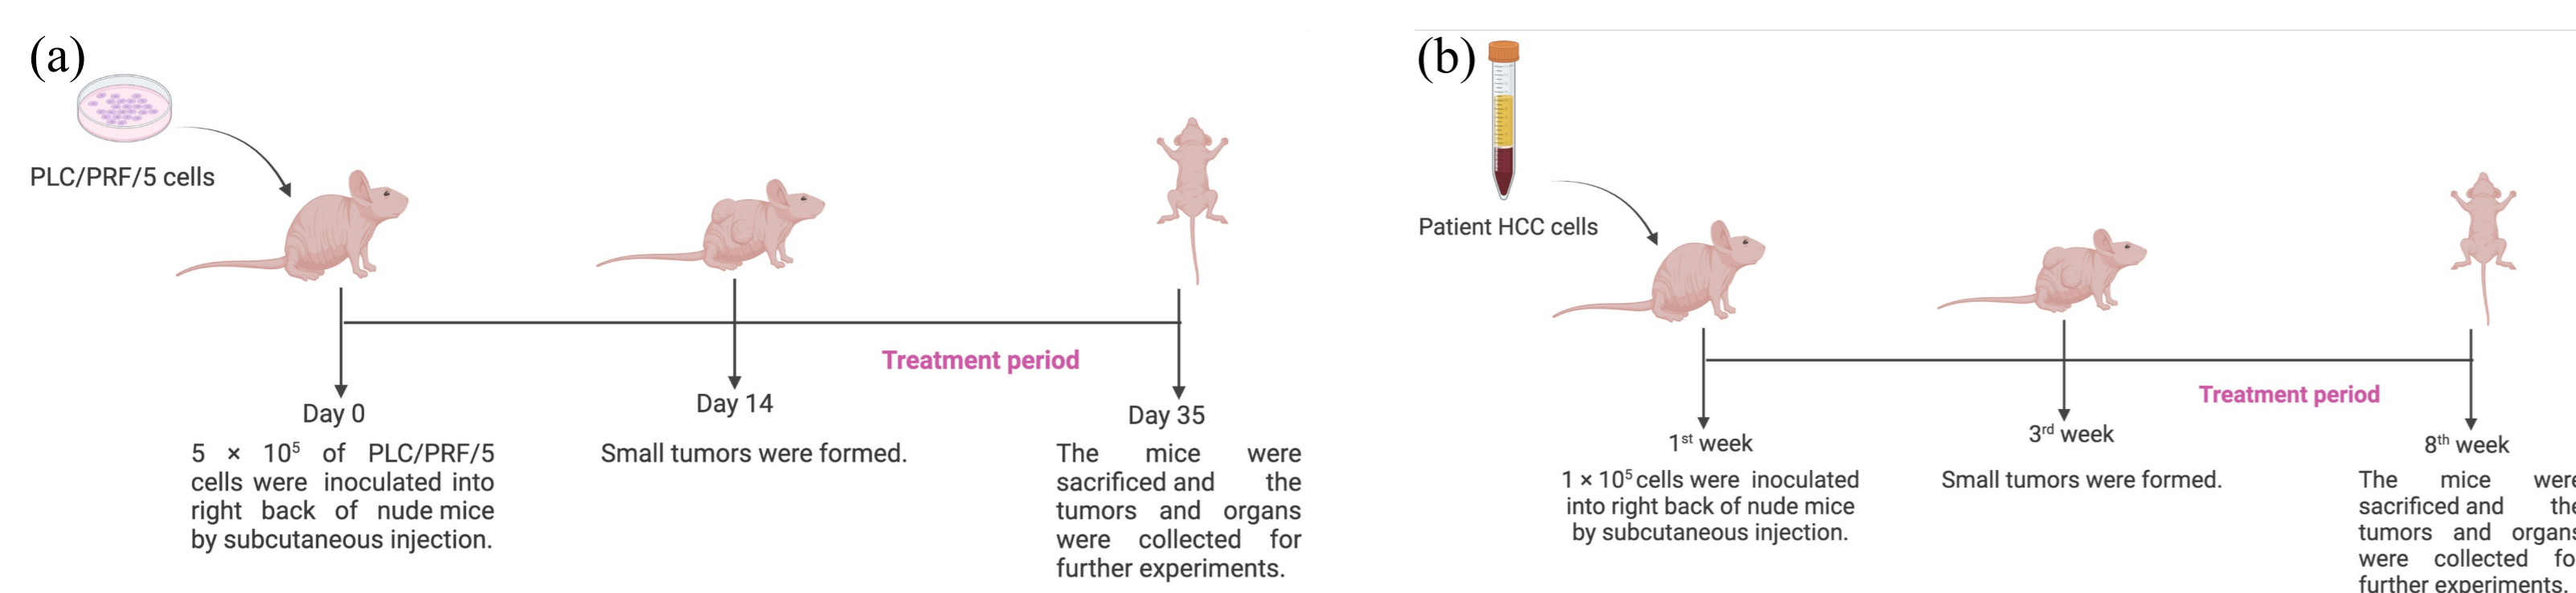 (a)
PLC/PRF/5 cells
Treatment period
Day 0
Day 14
Day 35
5 × 10⁵ of PLC/PRF/5
cells were inoculated into
right back of nude mice
by subcutaneous injection.
Small tumors were formed.
The mice were
sacrificed and the
tumors and organs
were collected for
further experiments.
(b)
Patient HCC cells
Treatment period
1ˢᵗ week
3ʳᵈ week
8ᵗʰ week
1 × 10⁵ cells were inoculated
into right back of nude mice
by subcutaneous injection.
Small tumors were formed.
The mice were
sacrificed and the
tumors and organs
were collected fo
further experiments.